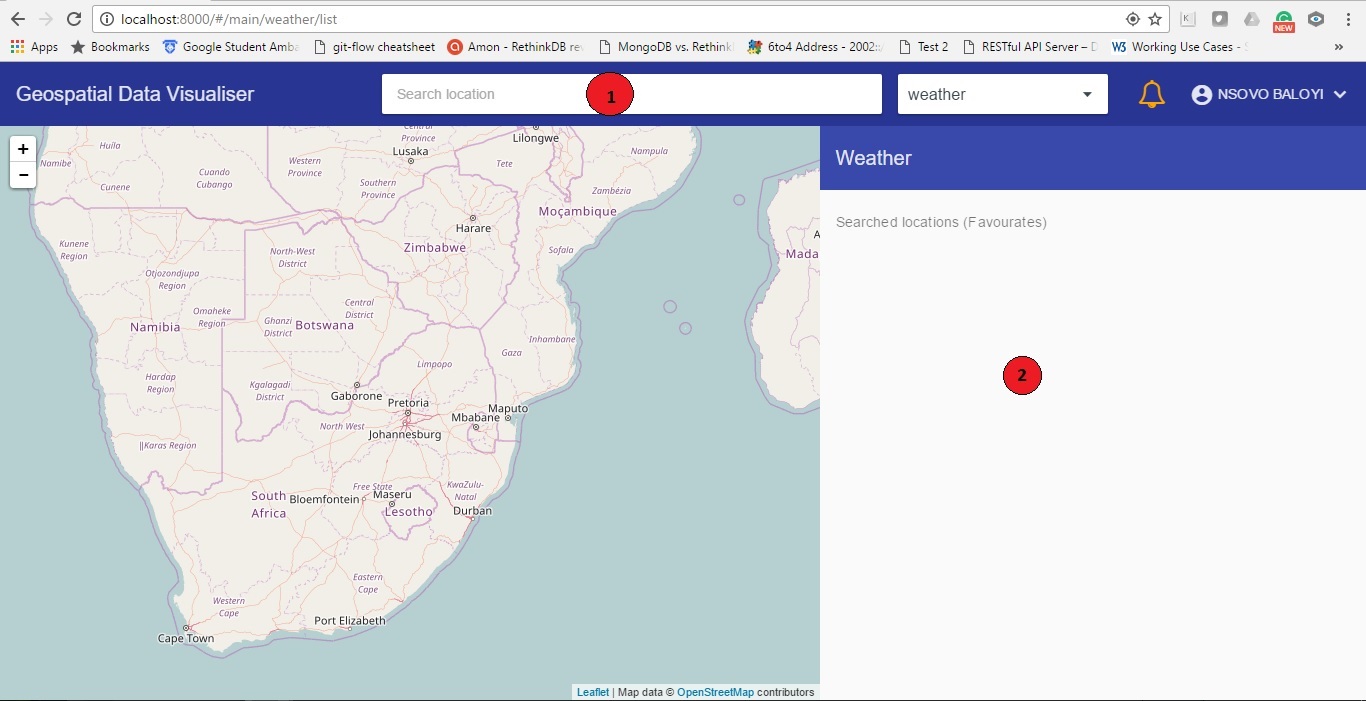 localhost:8000/#/main/weather/list
NEW
Apps Bookmarks Google Student Amba git-flow cheatsheet Amon - RethinkDB re MongoDB vs. Rethink 6to4 Address - 2002:: Test 2 RESTful API Server – D W3 Working Use Cases - »
Geospatial Data Visualiser
Search location
1
weather
NSOVO BALOYI
+
−
Weather
Searched locations (Favourates)
2
Central
Province
Lilongwe
Huíla
Lusaka
Nampula
Namibe
Western
Province
Tete
Cuando
Cubango
Cunene
Southern
Province
Zambézia
Moçambique
Harare
Kunene
Region
North-West
District
Zimbabwe
Sofala
A
Mada
Otjozondjupa
Region
Omaheke
Region
Central
District
Ghanzi
District
Botswana
Namibia
Inhambane
Gaza
Limpopo
Hardap
Region
Kgalagadi
District
Gaborone
Pretoria
Maputo
Mbabane
North West
Johannesburg
||Karas Region
Free State
KwaZulu-
Natal
South
Africa
Bloemfontein
Maseru
Lesotho
Durban
Eastern
Cape
Western
Cape
Port Elizabeth
Cape Town
Leaflet | Map data © OpenStreetMap contributors